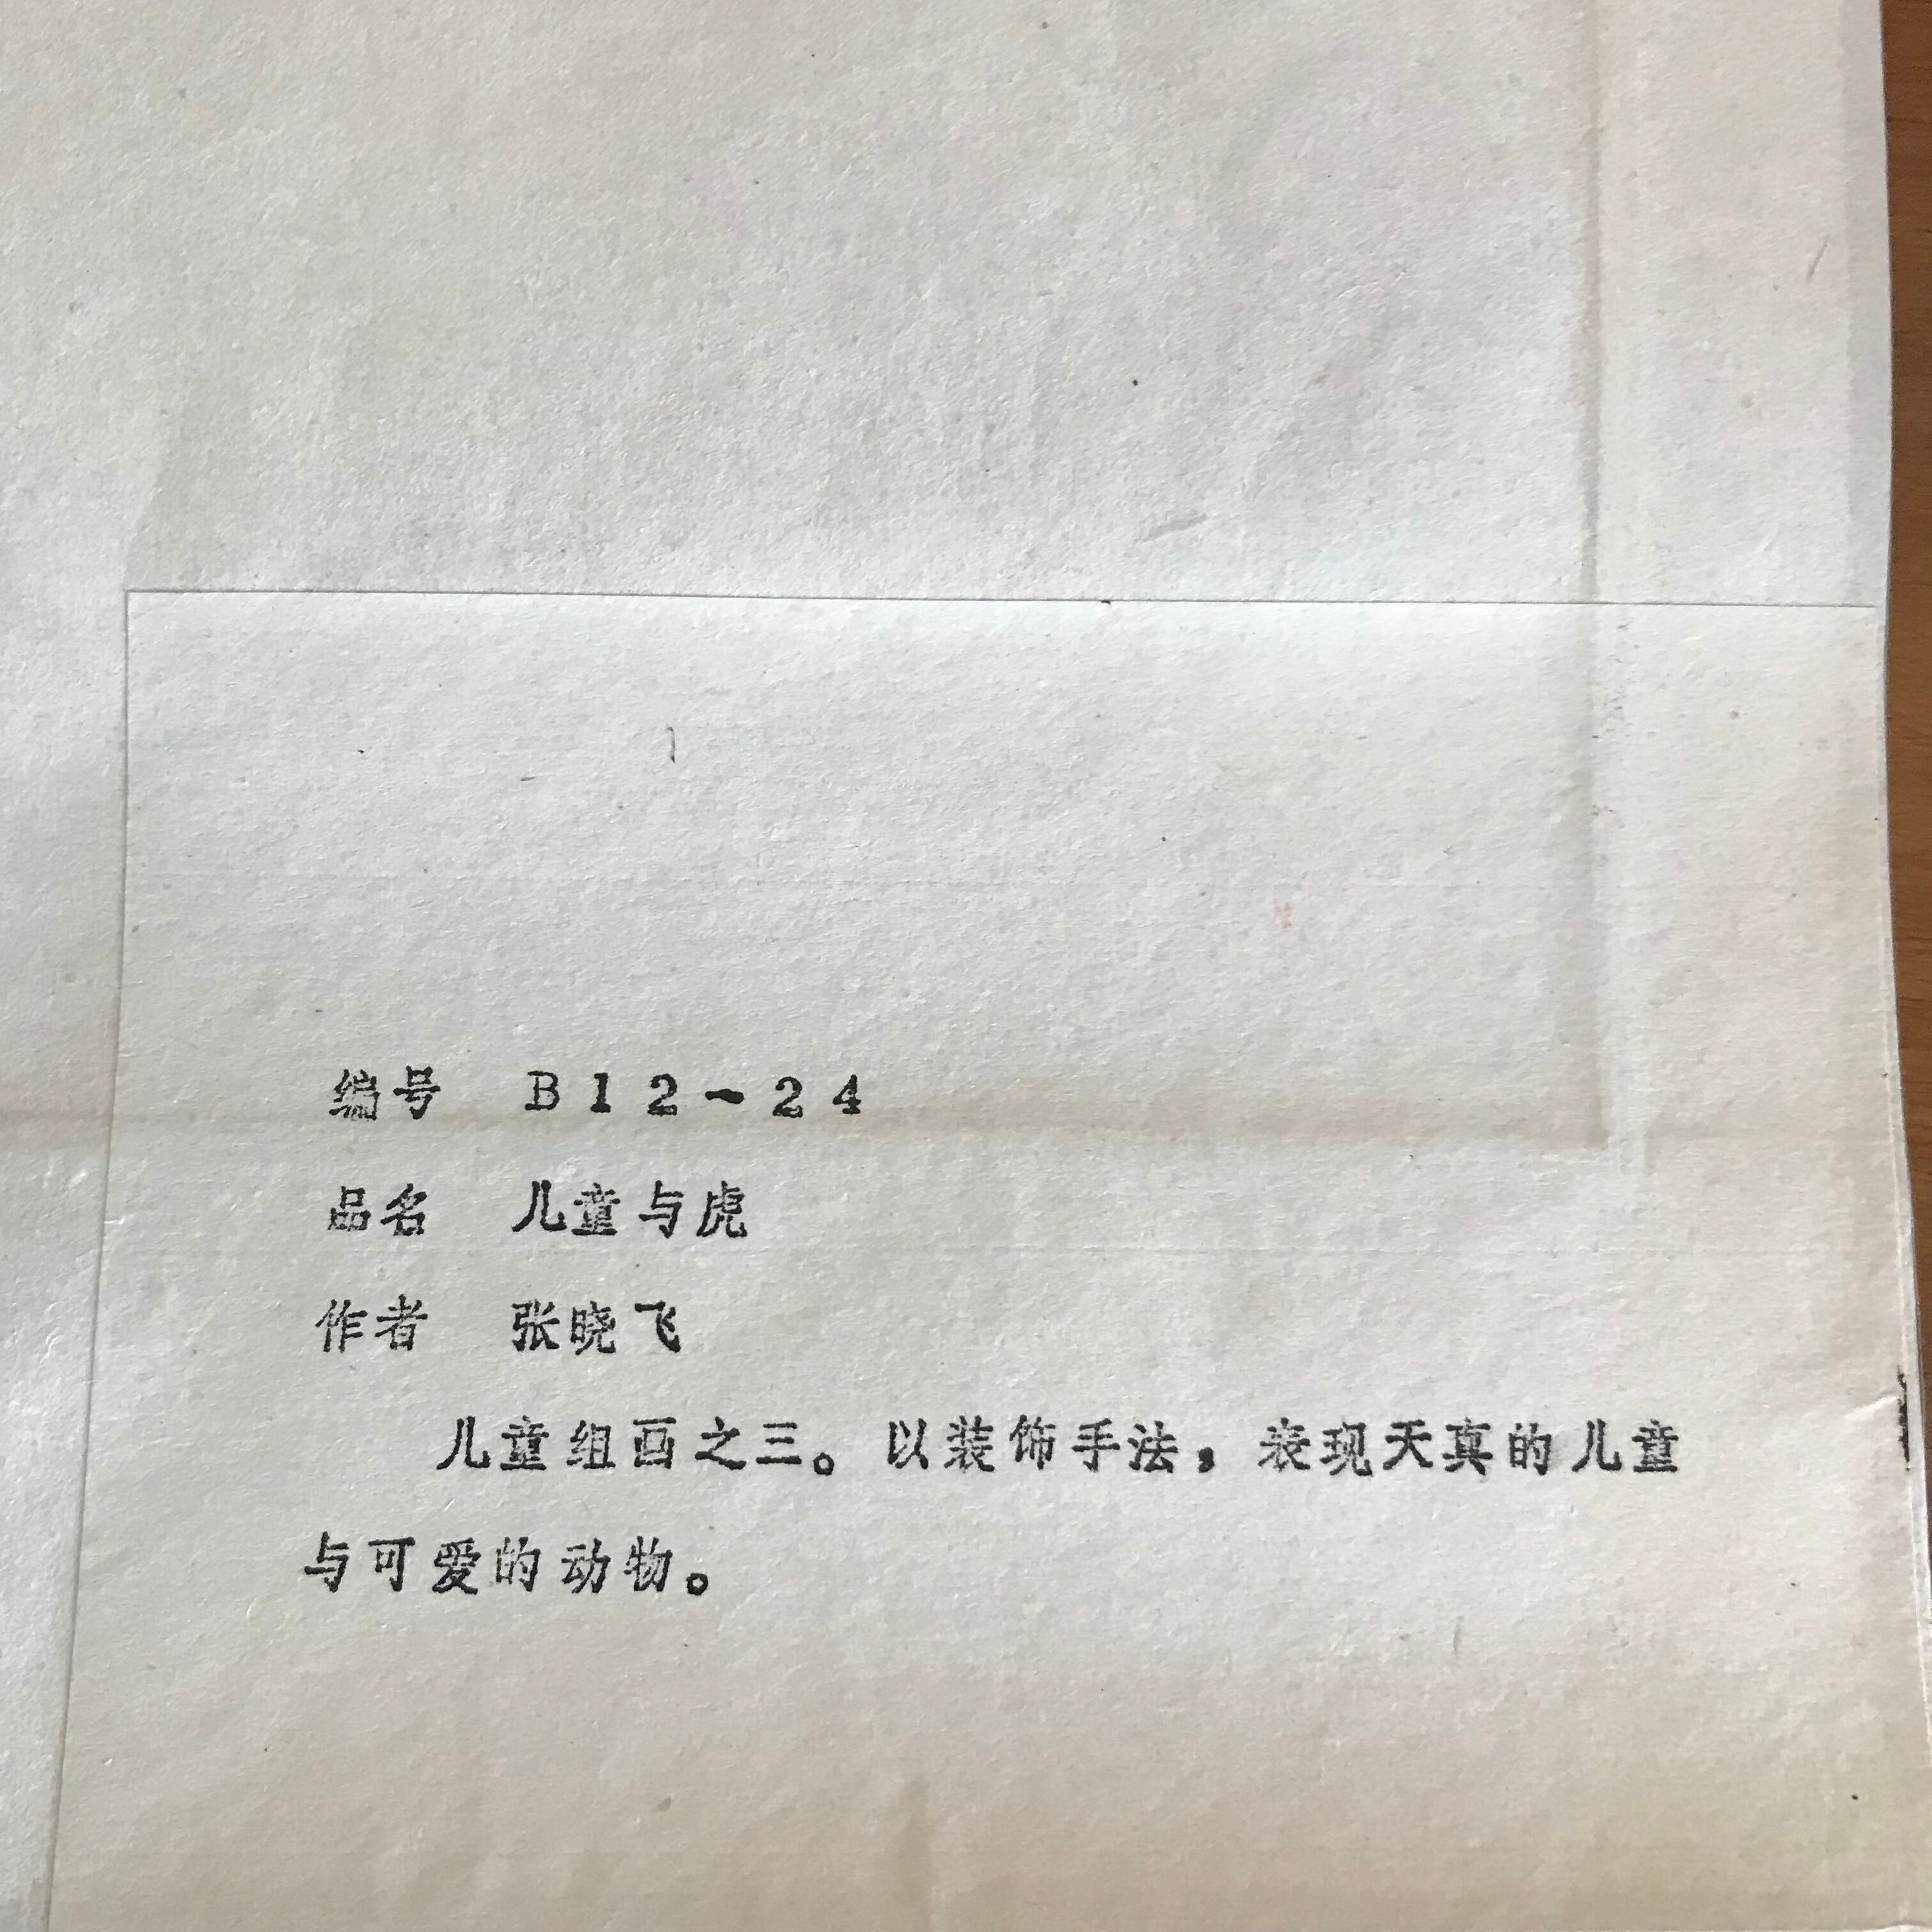 编号 B12-24
品名 儿童与虎
作者 张晓飞
儿童组画之三。以装饰手法，表现天真的儿童
与可爱的动物。